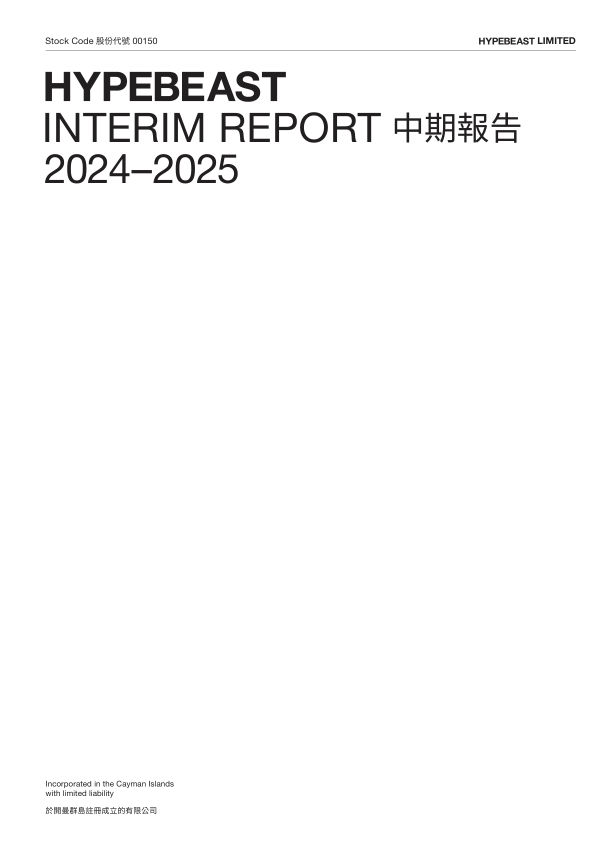 Stock Code 股份代號 00150
HYPEBEAST LIMITED
HYPEBEAST
INTERIM REPORT 中期報告
2024–2025
Incorporated in the Cayman Islands
with limited liability
於開曼群島註冊成立的有限公司